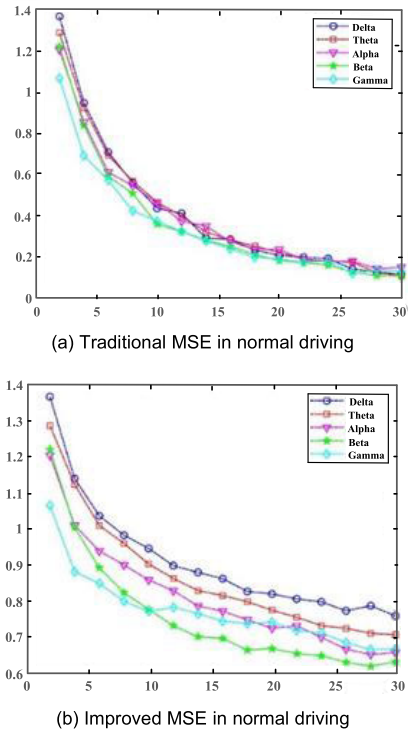 1.4
1.2
1
0.8
0.6
0.4
0.2
0
0 5 10 15 20 25 30
Delta
Theta
Alpha
Beta
Gamma
(a) Traditional MSE in normal driving
1.4
1.3
1.2
1.1
1
0.9
0.8
0.7
0.6
0 5 10 15 20 25 30
Delta
Theta
Alpha
Beta
Gamma
(b) Improved MSE in normal driving